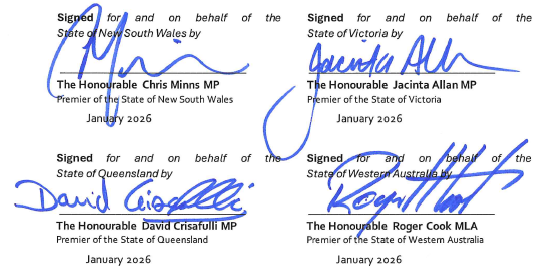 Signed for and on behalf of the
State of New South Wales by
The Honourable Chris Minns MP
Premier of the State of New South Wales
January 2026
Signed for and on behalf of the
State of Victoria by
Jacinta Allan
The Honourable Jacinta Allan MP
Premier of the State of Victoria
January 2026
Signed for and on behalf of the
State of Queensland by
David Crisafulli
The Honourable David Crisafulli MP
Premier of the State of Queensland
January 2026
Signed for and on behalf of the
State of Western Australia by
The Honourable Roger Cook MLA
Premier of the State of Western Australia
January 2026